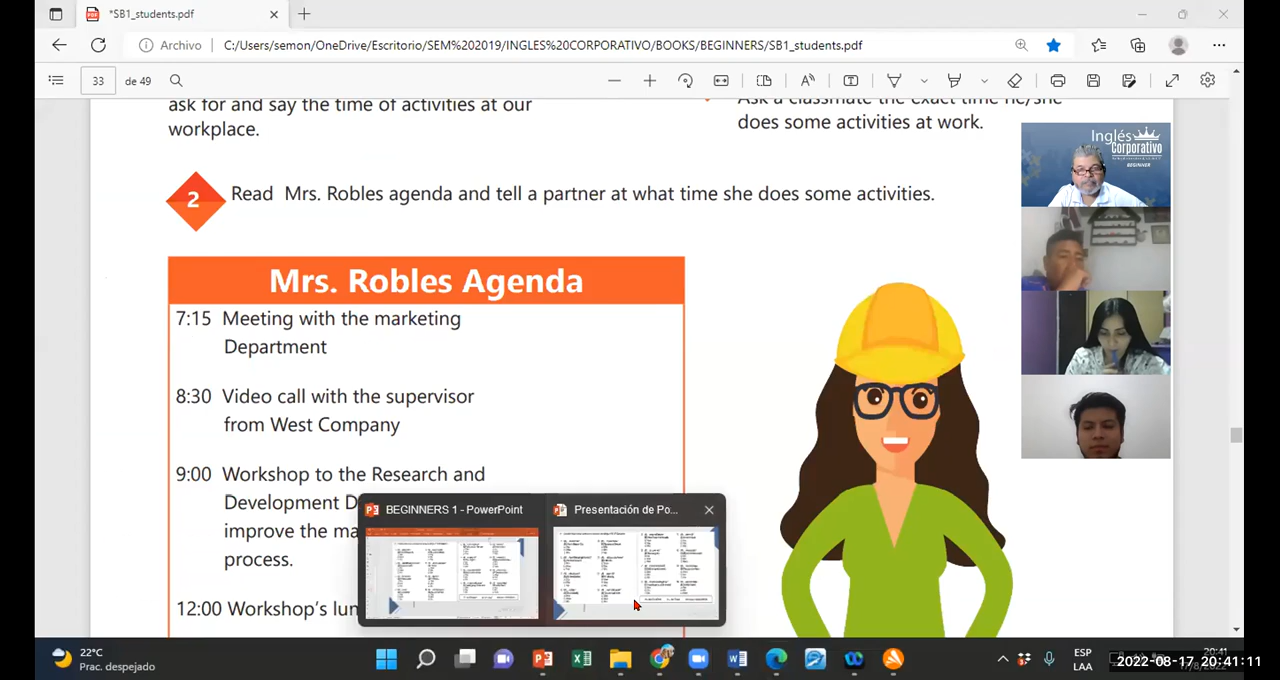 *SB1_students.pdf
Archivo C:/Users/semon/OneDrive/Escritorio/SEM%202019/INGLES%20CORPORATIVO/BOOKS/BEGINNERS/SB1_students.pdf
33 de 49
ask for and say the time of activities at our
workplace.
Ask a classmate the exact time he/she
does some activities at work.
Inglés
Corporativo
BEGINNER
2 Read Mrs. Robles agenda and tell a partner at what time she does some activities.
Mrs. Robles Agenda
7:15 Meeting with the marketing
Department
8:30 Video call with the supervisor
from West Company
9:00 Workshop to the Research and
Development D
improve the ma
process.
12:00 Workshop's lun
BEGINNERS 1 - PowerPoint
Presentación de Po...
22°C
Prac. despejado
ESP
LAA
20:41
2022-08-17 20:41:11